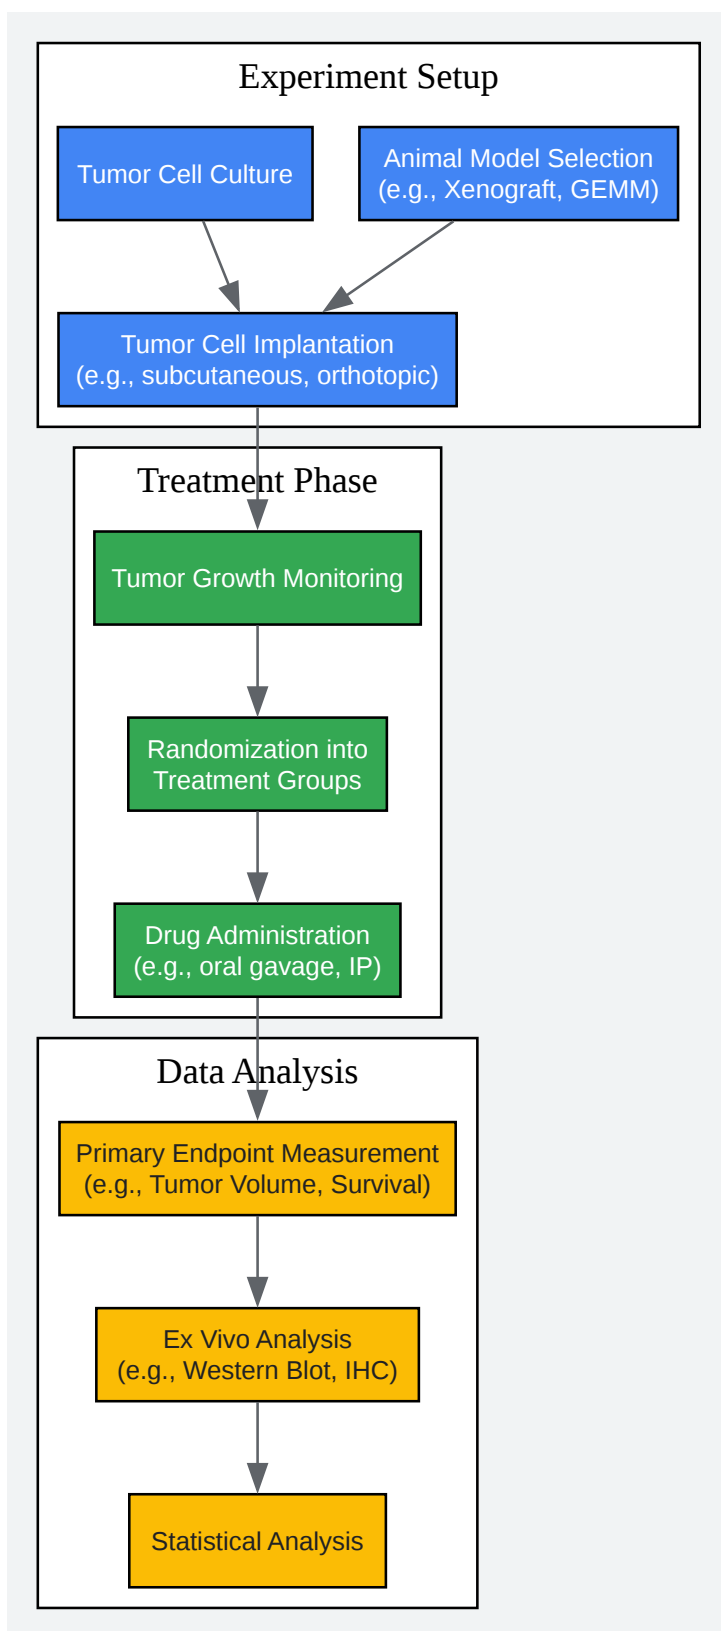 Experiment Setup
Tumor Cell Culture
Animal Model Selection
(e.g., Xenograft, GEMM)
Tumor Cell Implantation
(e.g., subcutaneous, orthotopic)
Treatment Phase
Tumor Growth Monitoring
Randomization into
Treatment Groups
Drug Administration
(e.g., oral gavage, IP)
Data Analysis
Primary Endpoint Measurement
(e.g., Tumor Volume, Survival)
Ex Vivo Analysis
(e.g., Western Blot, IHC)
Statistical Analysis